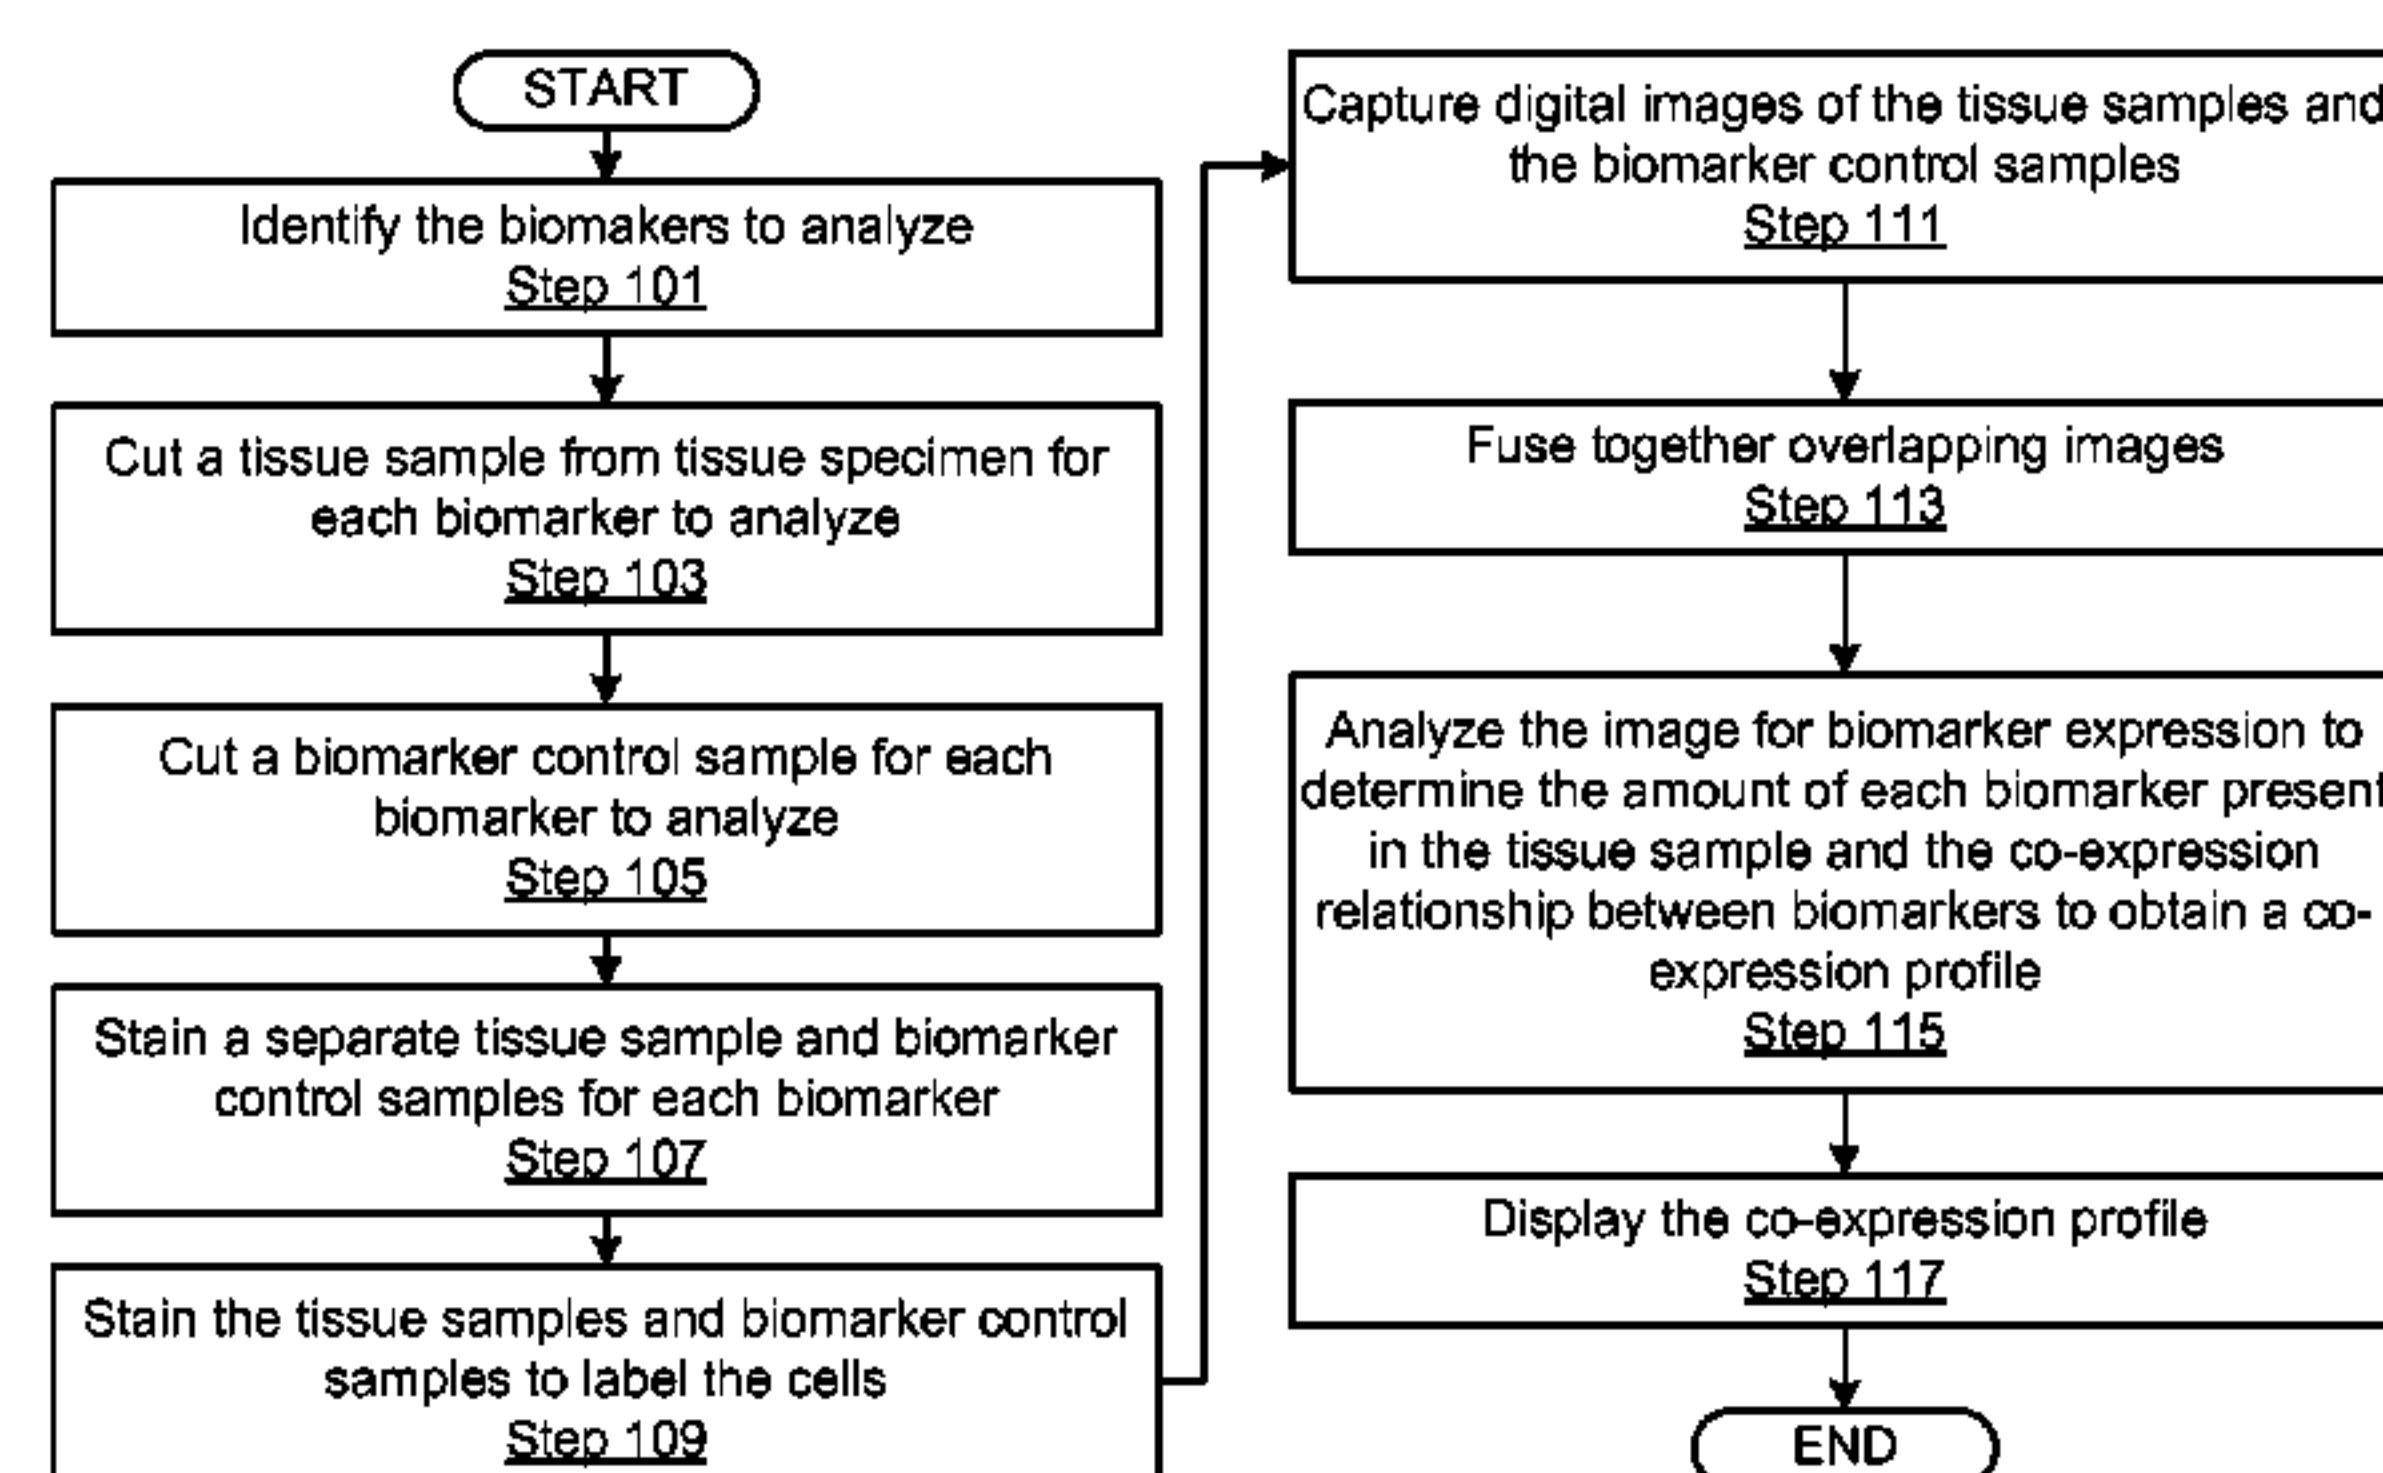 START
Identify the biomakers to analyze
Step 101
Cut a tissue sample from tissue specimen for
each biomarker to analyze
Step 103
Cut a biomarker control sample for each
biomarker to analyze
Step 105
Stain a separate tissue sample and biomarker
control samples for each biomarker
Step 107
Stain the tissue samples and biomarker control
samples to label the cells
Step 109
Capture digital images of the tissue samples and
the biomarker control samples
Step 111
Fuse together overlapping images
Step 113
Analyze the image for biomarker expression to
determine the amount of each biomarker present
in the tissue sample and the co-expression
relationship between biomarkers to obtain a co-
expression profile
Step 115
Display the co-expression profile
Step 117
END